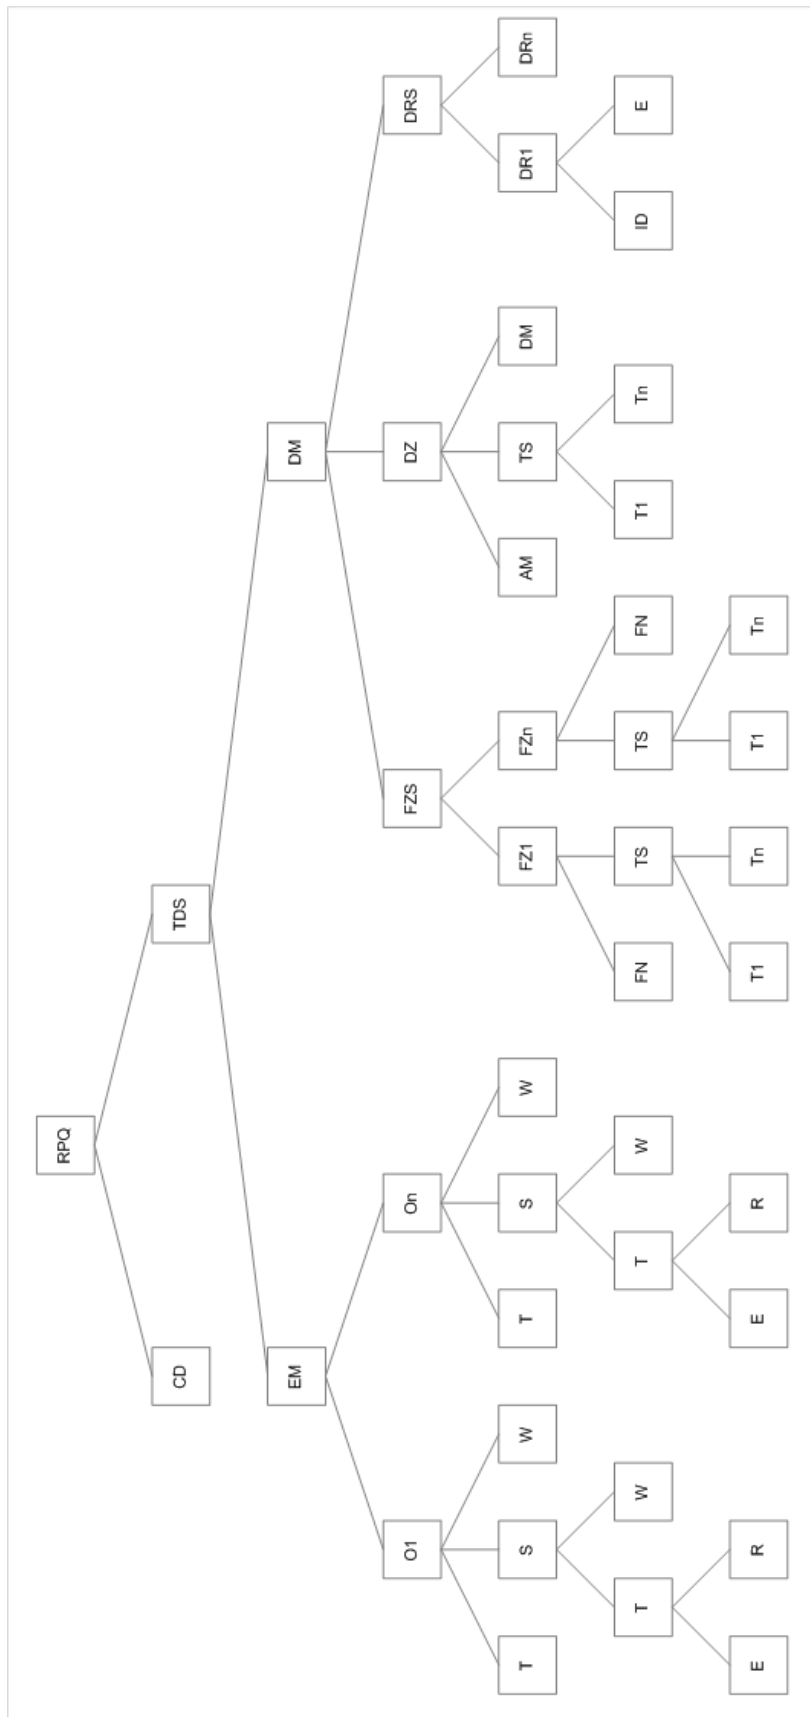 RPQ
CD TDS
EM DM
O1 On FZS DZ DRS
T S W T S W FZ1 FZn AM TS DM DR1 DRn
T W T W FN TS TS FN T1 Tn ID E
E R E R T1 Tn T1 Tn